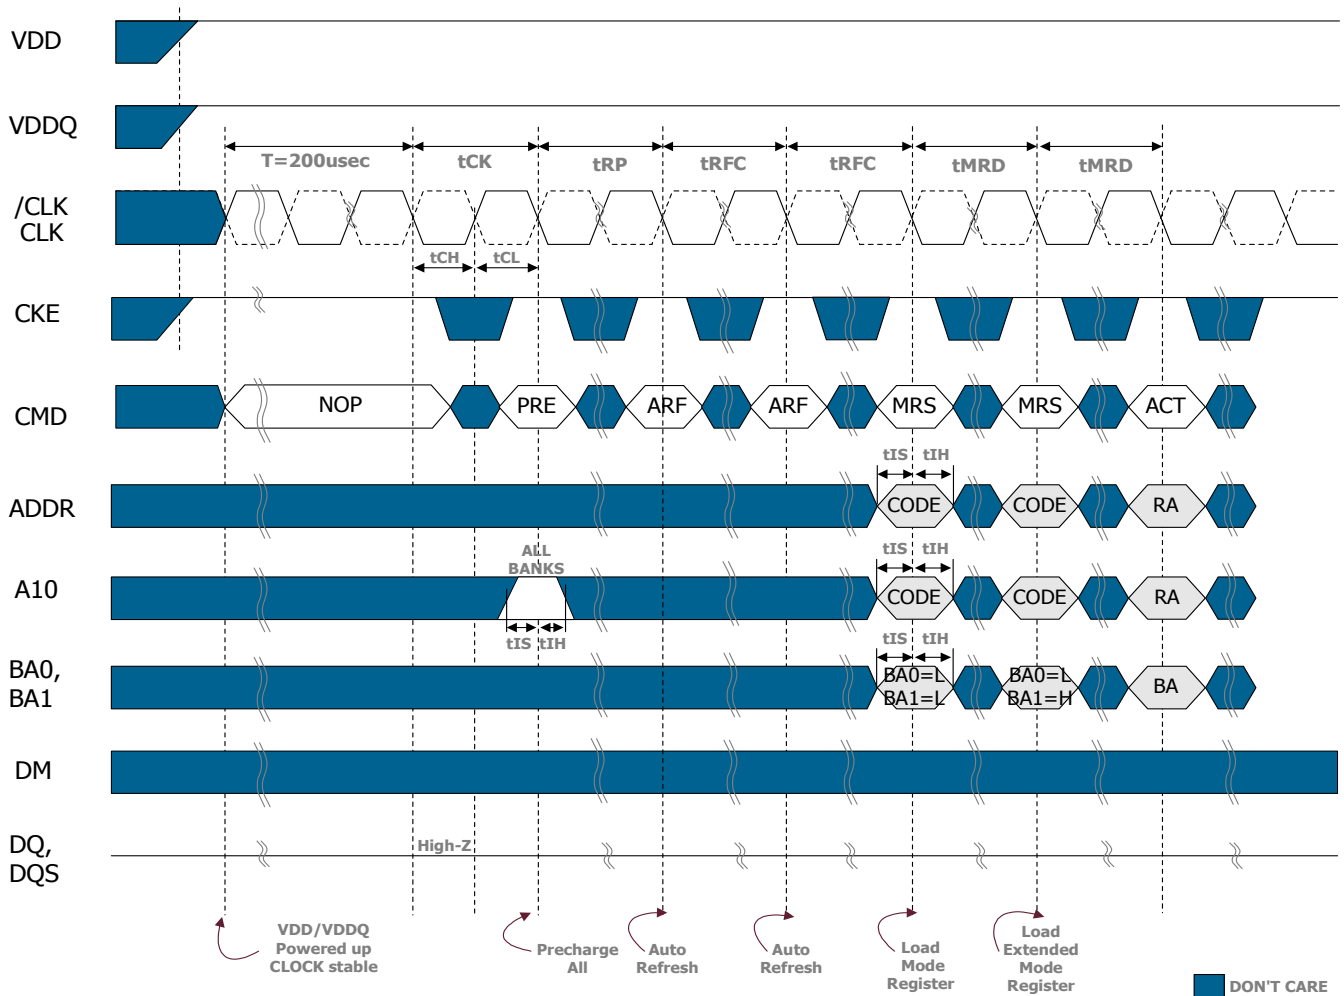 VDD
VDDQ
T=200usec tCK tRP tRFC tRFC tMRD tMRD
/CLK
CLK
tCH tCL
CKE
CMD NOP PRE ARF ARF MRS MRS ACT
tIS tIH
ADDR CODE CODE RA
ALL
BANKS
tIS tIH
A10 CODE CODE RA
tIS tIH
tIS tIH
BA0,
BA1
BA0=L
BA1=L
BA0=L
BA1=H
BA
DM
DQ,
DQS
High-Z
VDD/VDDQ
Powered up
CLOCK stable
Precharge
All
Auto
Refresh
Auto
Refresh
Load
Mode
Register
Load
Extended
Mode
Register
DON'T CARE